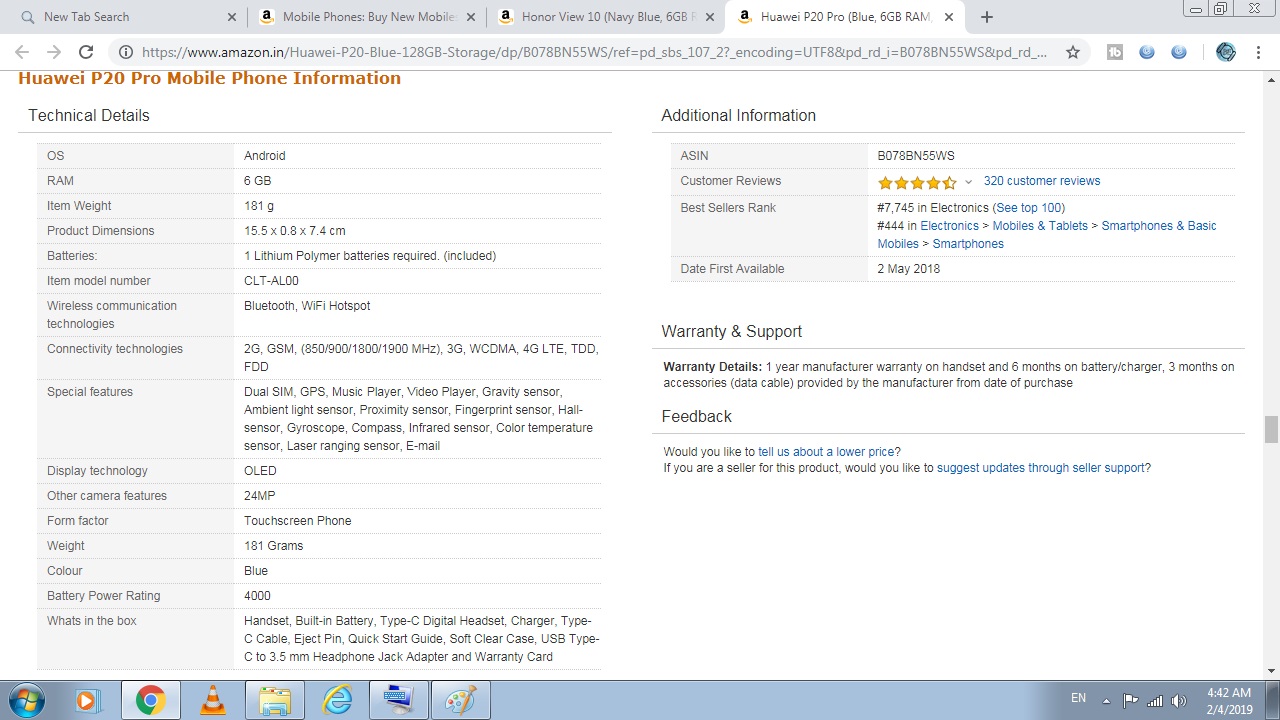 New Tab Search
Mobile Phones: Buy New Mobile
Honor View 10 (Navy Blue, 6GB R
Huawei P20 Pro (Blue, 6GB RAM,
https://www.amazon.in/Huawei-P20-Blue-128GB-Storage/dp/B078BN55WS/ref=pd_sbs_107_2?_encoding=UTF8&pd_rd_i=B078BN55WS&pd_rd_...
Huawei P20 Pro Mobile Phone Information
Technical Details
OS Android
RAM 6 GB
Item Weight 181 g
Product Dimensions 15.5 x 0.8 x 7.4 cm
Batteries: 1 Lithium Polymer batteries required. (included)
Item model number CLT-AL00
Wireless communication technologies Bluetooth, WiFi Hotspot
Connectivity technologies 2G, GSM, (850/900/1800/1900 MHz), 3G, WCDMA, 4G LTE, TDD,
FDD
Special features Dual SIM, GPS, Music Player, Video Player, Gravity sensor,
Ambient light sensor, Proximity sensor, Fingerprint sensor, Hall-
sensor, Gyroscope, Compass, Infrared sensor, Color temperature
sensor, Laser ranging sensor, E-mail
Display technology OLED
Other camera features 24MP
Form factor Touchscreen Phone
Weight 181 Grams
Colour Blue
Battery Power Rating 4000
Whats in the box Handset, Built-in Battery, Type-C Digital Headset, Charger, Type-
C Cable, Eject Pin, Quick Start Guide, Soft Clear Case, USB Type-
C to 3.5 mm Headphone Jack Adapter and Warranty Card
Additional Information
ASIN B078BN55WS
Customer Reviews 320 customer reviews
Best Sellers Rank #7,745 in Electronics (See top 100)
#444 in Electronics > Mobiles & Tablets > Smartphones & Basic
Mobiles > Smartphones
Date First Available 2 May 2018
Warranty & Support
Warranty Details: 1 year manufacturer warranty on handset and 6 months on battery/charger, 3 months on
accessories (data cable) provided by the manufacturer from date of purchase
Feedback
Would you like to tell us about a lower price?
If you are a seller for this product, would you like to suggest updates through seller support?
EN
4:42 AM
2/4/2019